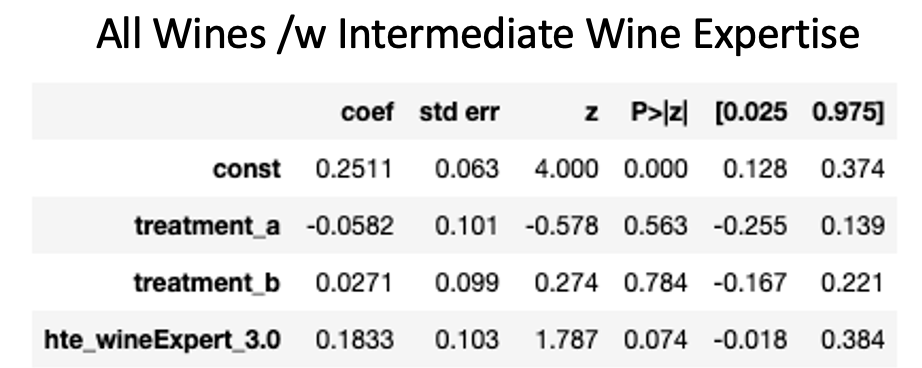 All Wines /w Intermediate Wine Expertise
coef std err z P>|z| [0.025 0.975]
const 0.2511 0.063 4.000 0.000 0.128 0.374
treatment_a -0.0582 0.101 -0.578 0.563 -0.255 0.139
treatment_b 0.0271 0.099 0.274 0.784 -0.167 0.221
hte_wineExpert_3.0 0.1833 0.103 1.787 0.074 -0.018 0.384